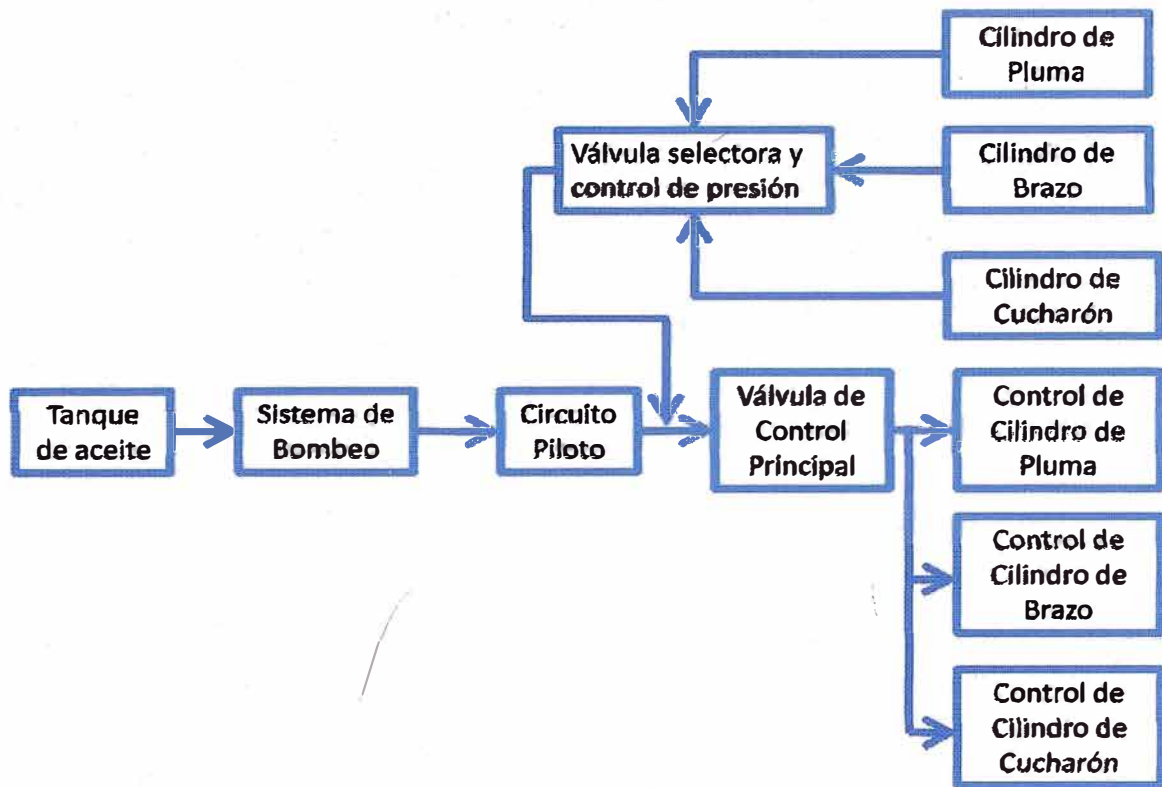 Cilindro de
Pluma
Válvula selectora y
control de presión
Cilindro de
Brazo
Cilindro de
Cucharón
Tanque
de aceite
Sistema de
Bombeo
Circuito
Piloto
Válvula de
Control
Principal
Control de
Cilindro de
Pluma
Control de
Cilindro de
Brazo
Control de
Cilindro de
Cucharón